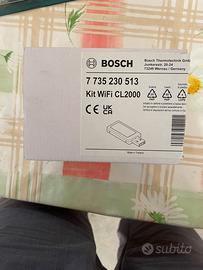 BOSCH
Bosch Thermotechnik GmbH
Junkersstr. 20-24
73249 Wernau / Germany
7 735 230 513
Kit WiFi CL2000
CE
UK
CA
subito